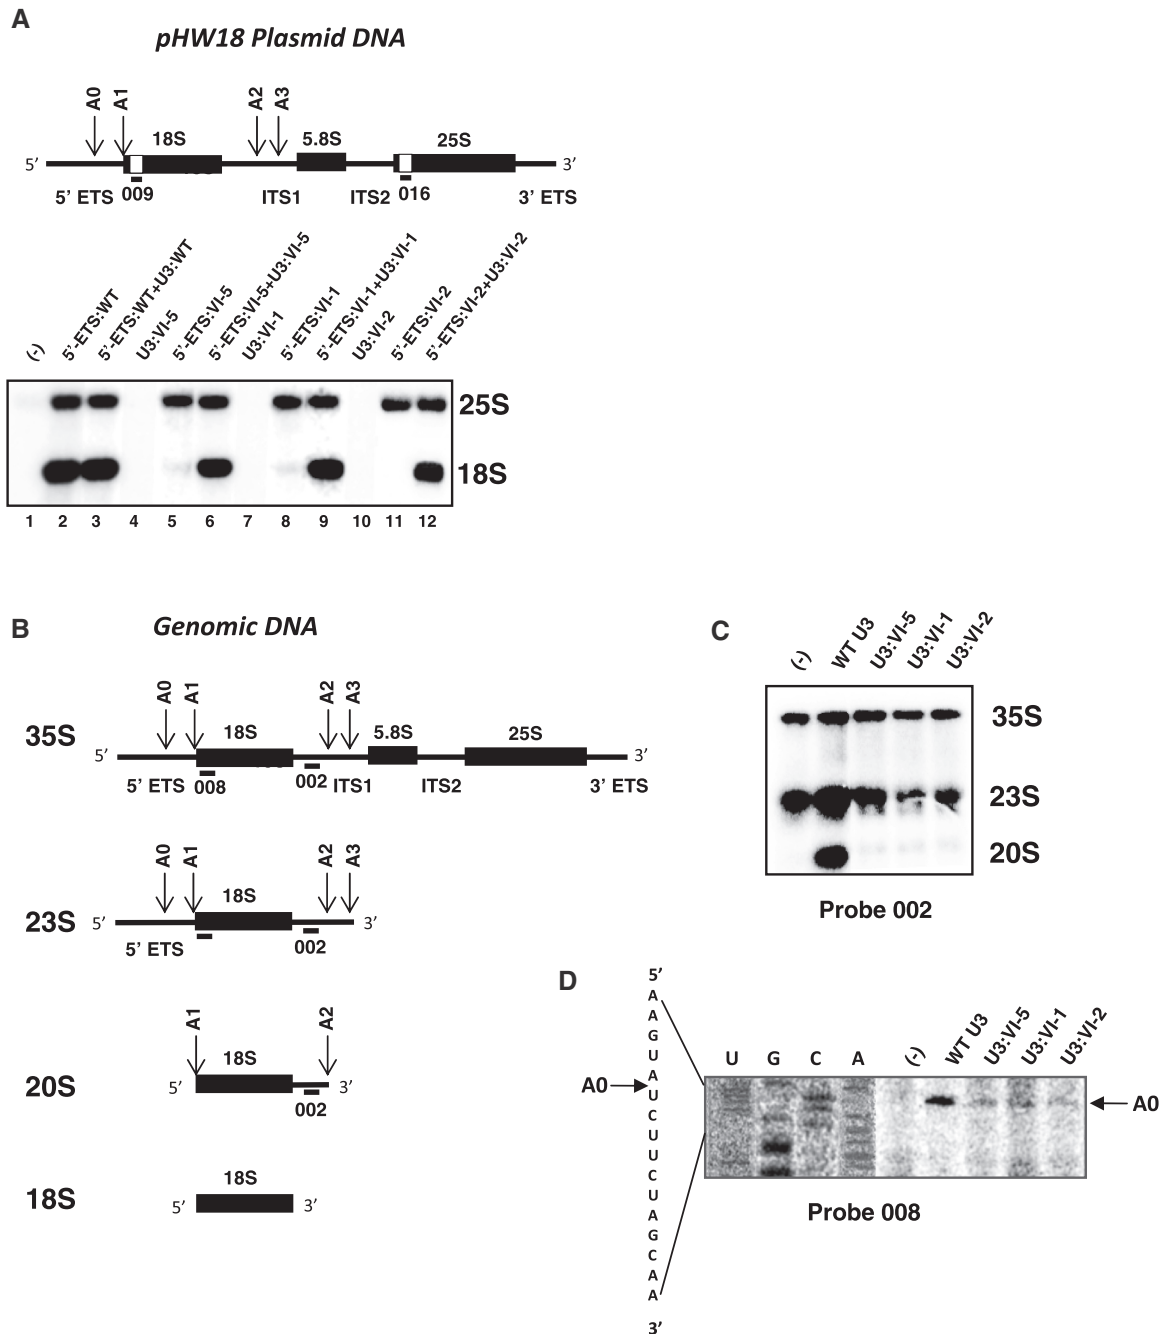 A
pHW18 Plasmid DNA
A0 A1 A2 A3
18S 5.8S 25S
5’ 3’
5’ ETS 009 ITS1 ITS2 016 3’ ETS
(-)
5’-ETS:WT
5’-ETS:WT+U3:WT
U3:VI-5
5’-ETS:VI-5
5’-ETS:VI-5+U3:VI-5
U3:VI-1
5’-ETS:VI-1
5’-ETS:VI-1+U3:VI-1
U3:VI-2
5’-ETS:VI-2
5’-ETS:VI-2+U3:VI-2
25S
18S
1 2 3 4 5 6 7 8 9 10 11 12
B
Genomic DNA
A0 A1 A2 A3
35S
18S 5.8S 25S
5’ 3’
5’ ETS 008 002 ITS1 ITS2 3’ ETS
A0 A1 A2 A3
23S
18S
5’ 3’
5’ ETS 002
A1 A2
20S
18S
5’ 3’
002
18S
18S
5’ 3’
C
(-)
WT U3
U3:VI-5
U3:VI-1
U3:VI-2
35S
23S
20S
Probe 002
D
5’
A
A
G
U
A
U
C
U
U
C
U
A
G
C
A
A
3’
A0
U G C A
(-)
WT U3
U3:VI-5
U3:VI-1
U3:VI-2
A0
Probe 008